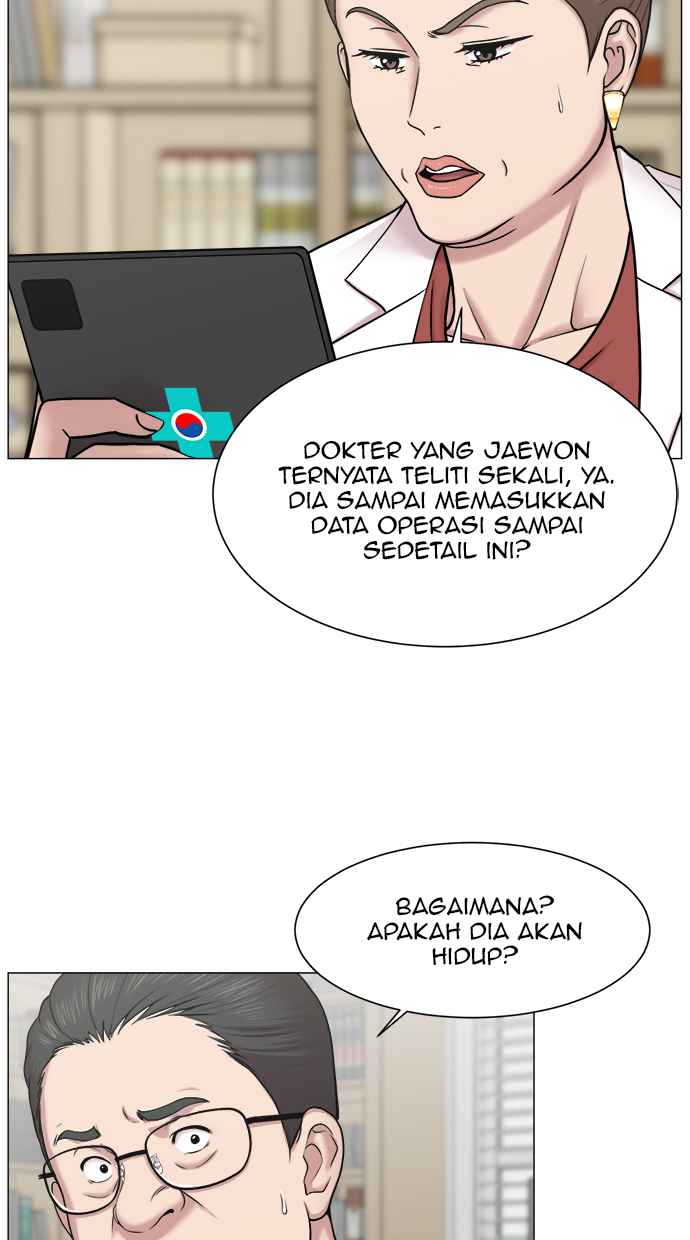 DOKTER YANG JAEWON
TERNYATA TELITI SEKALI, YA.
DIA SAMPAI MEMASUKKAN
DATA OPERASI SAMPAI
SEDETAIL INI?
BAGAIMANA?
APAKAH DIA AKAN
HIDUP?